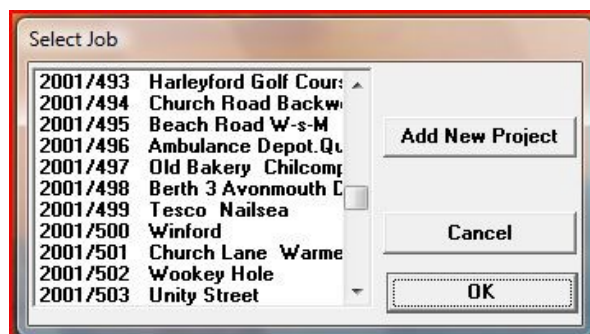 Select Job
2001/493 Harleyford Golf Cours
2001/494 Church Road Backw
2001/495 Beach Road W-s-M
2001/496 Ambulance Depot.Qu
2001/497 Old Bakery Chilcomp
2001/498 Berth 3 Avonmouth D
2001/499 Tesco Nailsea
2001/500 Winford
2001/501 Church Lane Warme
2001/502 Wookey Hole
2001/503 Unity Street
Add New Project
Cancel
OK